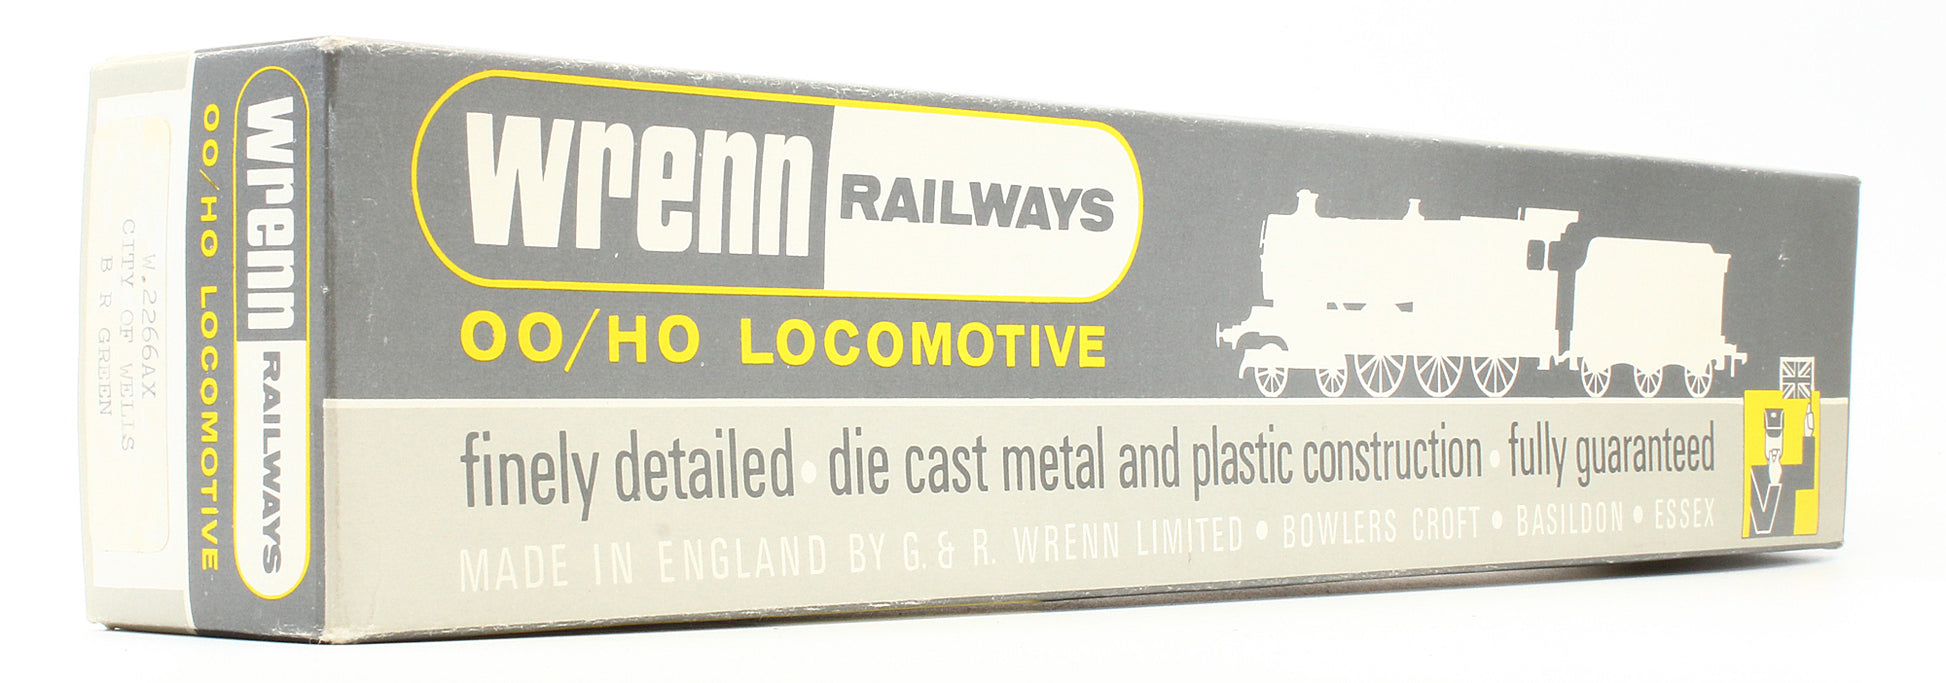 W.2266AX
CITY OF WELLS
B R GREEN
OO/HO LOCOMOTIVE
wrenn RAILWAYS
wrenn RAILWAYS
OO/HO LOCOMOTIVE
finely detailed • die cast metal and plastic construction • fully guaranteed
MADE IN ENGLAND BY G. & R. WRENN LIMITED • BOWLERS CROFT • BASILDON • ESSEX